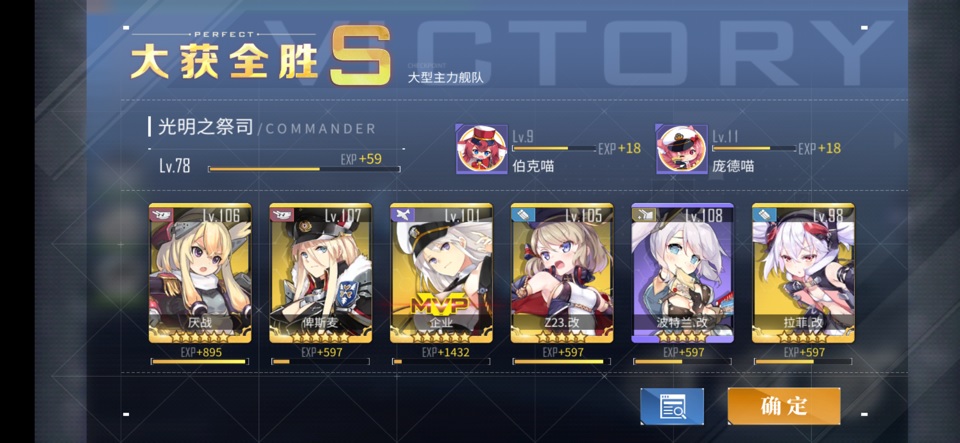 VICTORY
PERFECT
大获全胜 S
CHECKPOINT
大型主力舰队
光明之祭司 /COMMANDER
Lv.78 EXP +59
Lv.9 EXP +18
伯克喵
Lv.11 EXP +18
庞德喵
Lv.106 Lv.107 Lv.101 Lv.105 Lv.108 Lv.98
MVP
厌战 俾斯麦 企业 Z23.改 波特兰.改 拉菲.改
EXP+895 EXP+597 EXP+1432 EXP+597 EXP+597 EXP+597
确定